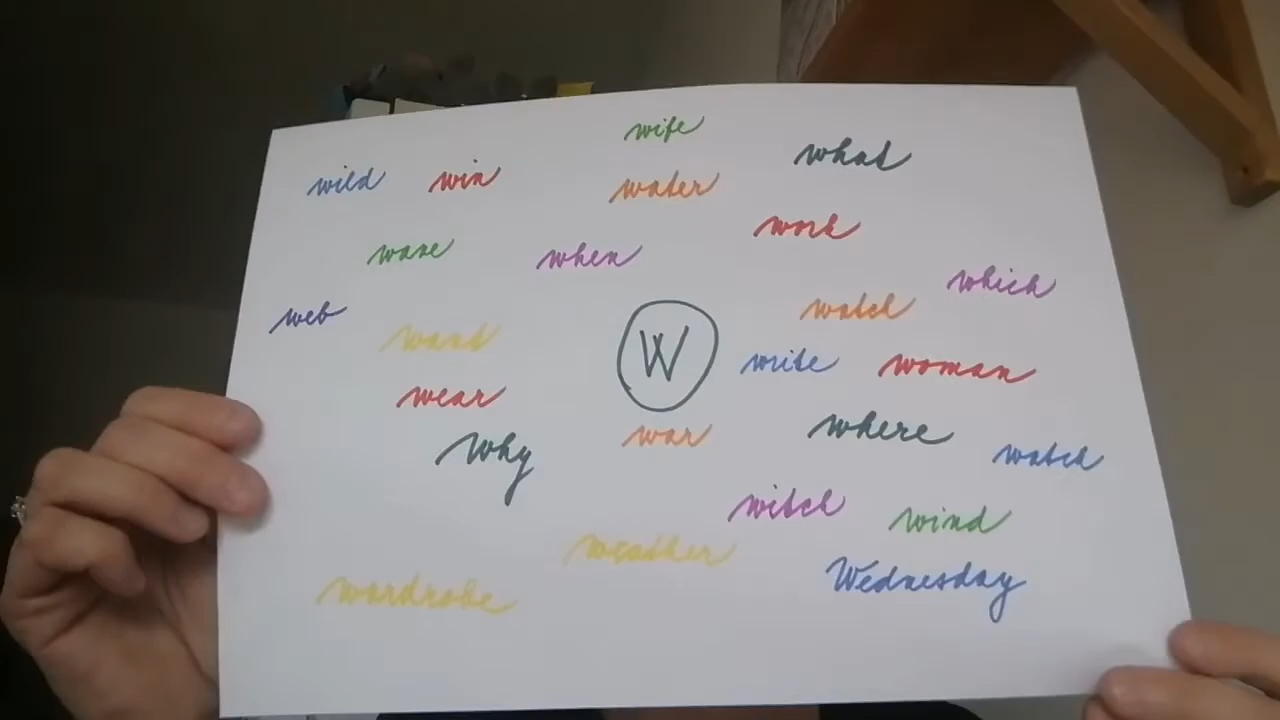 wife
what
wild win water
work
wave when
which
web watch
want W write woman
wear
why war where
watch
witch wind
weather
wardrobe Wednesday